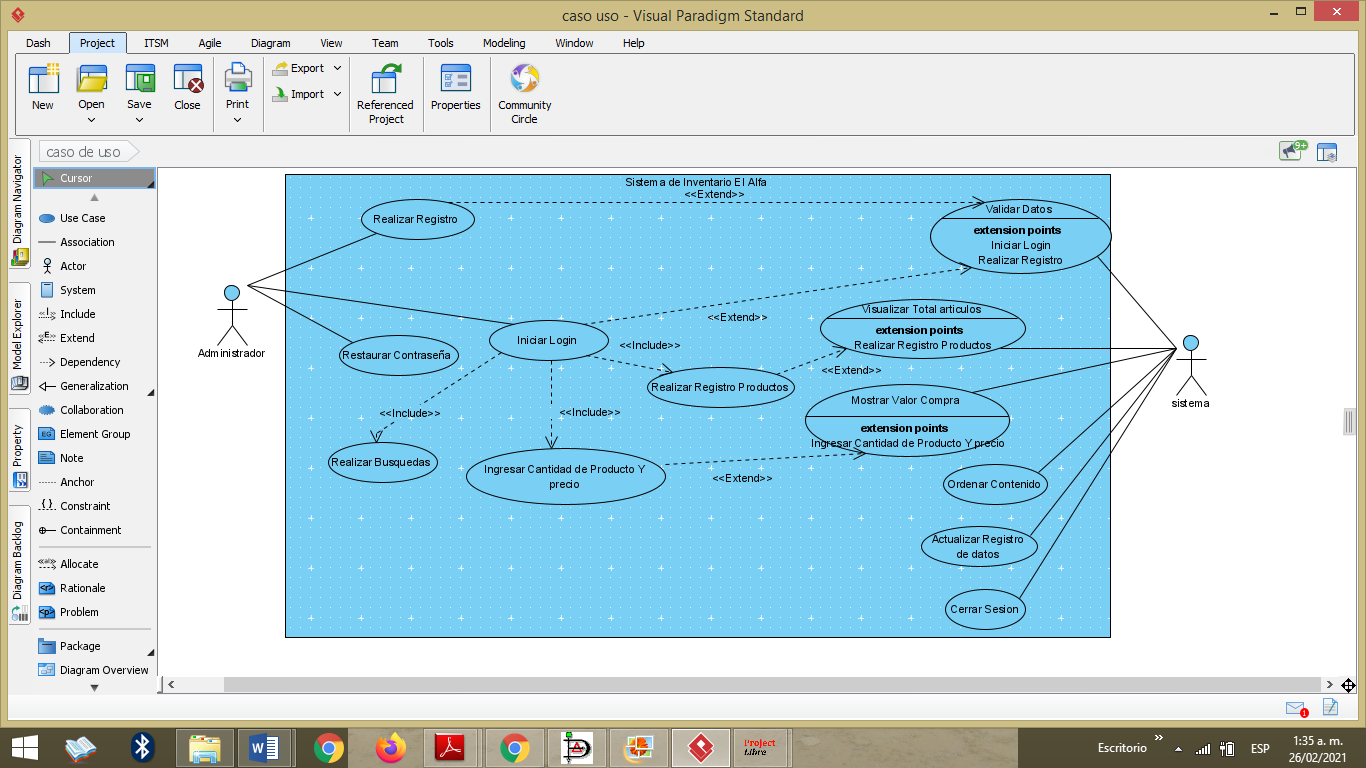 caso uso - Visual Paradigm Standard
Dash Project ITSM Agile Diagram View Team Tools Modeling Window Help
New Open Save Close Print Export Import Referenced Project Properties Community Circle
caso de uso
9+
Diagram Navigator
Model Explorer
Property
Diagram Backlog
Cursor
Use Case
Association
Actor
System
Include
Extend
Dependency
Generalization
Collaboration
Element Group
Note
Anchor
Constraint
Containment
Allocate
Rationale
Problem
Package
Diagram Overview
Sistema de Inventario El Alfa
<<Extend>>
Realizar Registro
Validar Datos
extension points
Iniciar Login
Realizar Registro
Administrador
<<Extend>>
Visualizar Total articulos
extension points
Realizar Registro Productos
Iniciar Login
<<Include>>
Restaurar Contraseña
<<Extend>>
Realizar Registro Productos
sistema
Mostrar Valor Compra
extension points
Ingresar Cantidad de Producto Y precio
<<Include>>
<<Include>>
Realizar Busquedas
Ingresar Cantidad de Producto Y
precio
<<Extend>>
Ordenar Contenido
Actualizar Registro
de datos
Cerrar Sesion
1
Project
Libre
Escritorio
ESP
1:35 a. m.
26/02/2021